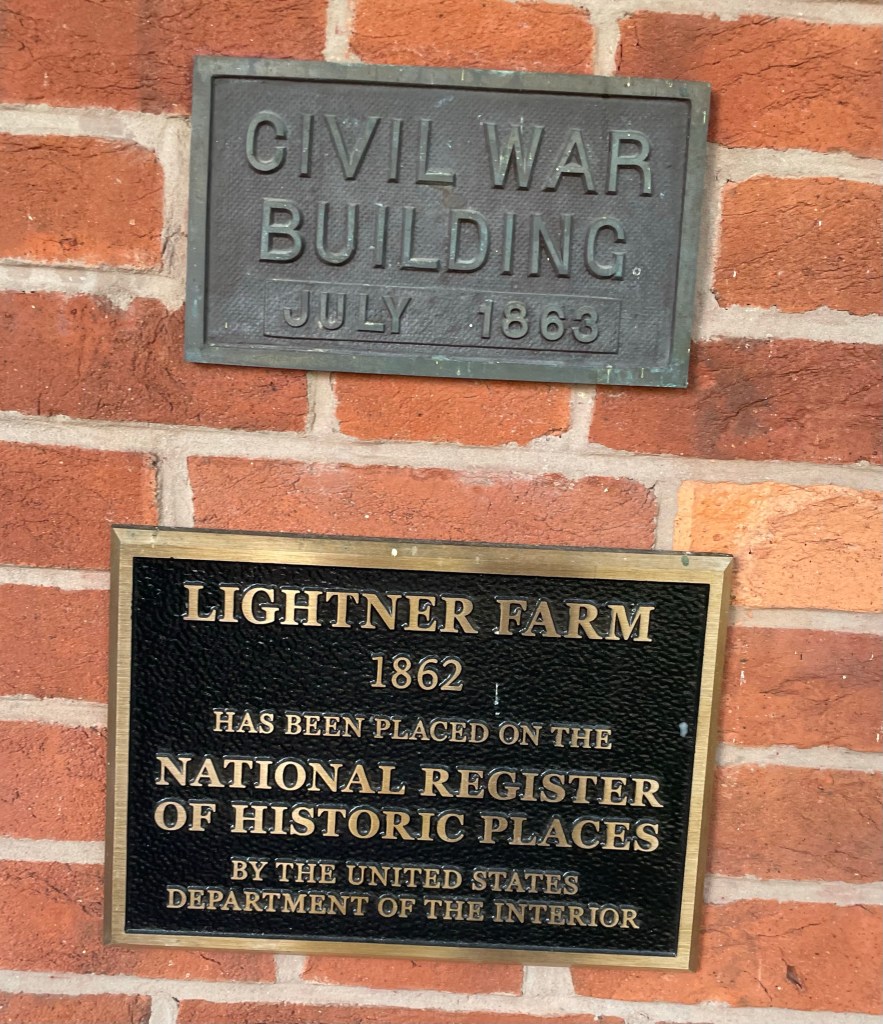 CIVIL WAR
BUILDING
JULY 1863
LIGHTNER FARM
1862
HAS BEEN PLACED ON THE
NATIONAL REGISTER
OF HISTORIC PLACES
BY THE UNITED STATES
DEPARTMENT OF THE INTERIOR